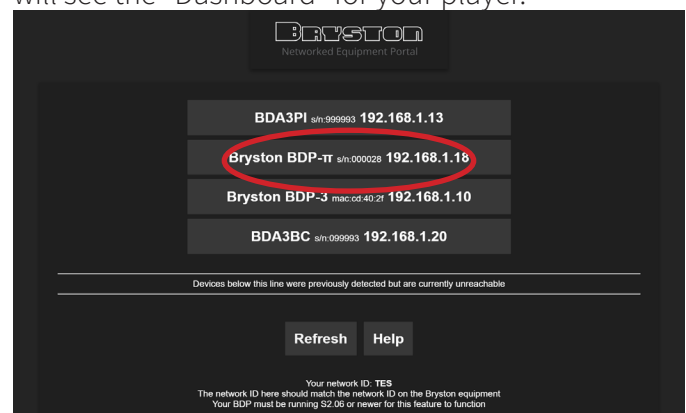 will see the "Dashboard" for your player.
BRYSTON
Networked Equipment Portal
BDA3PI s/n:999993 192.168.1.13
Bryston BDP-π s/n:000028 192.168.1.18
Bryston BDP-3 mac:cd:40:2f 192.168.1.10
BDA3BC s/n:099993 192.168.1.20
Devices below this line were previously detected but are currently unreachable
Refresh Help
Your network ID: TES
The network ID here should match the network ID on the Bryston equipment
Your BDP must be running S2.06 or newer for this feature to function